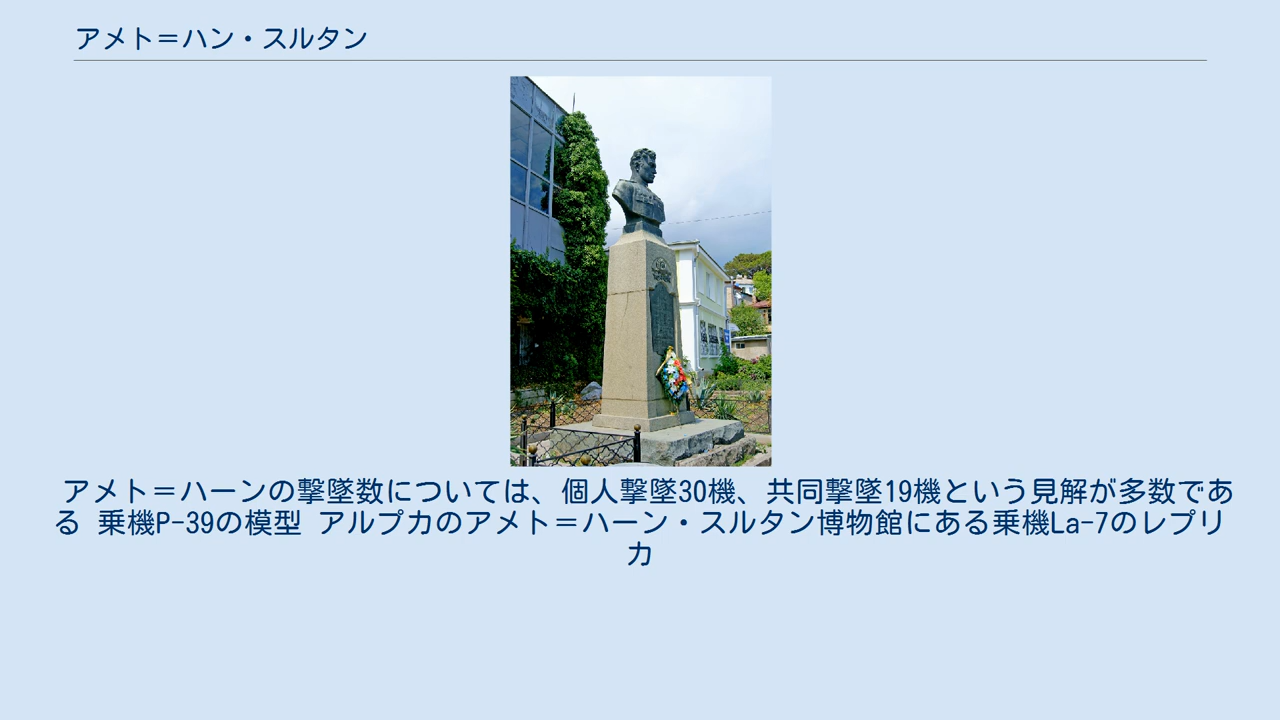 アメト＝ハン・スルタン
アメト＝ハーンの撃墜数については、個人撃墜30機、共同撃墜19機という見解が多数であ
る 乗機P-39の模型 アルプカのアメト＝ハーン・スルタン博物館にある乗機La-7のレプリ
カ